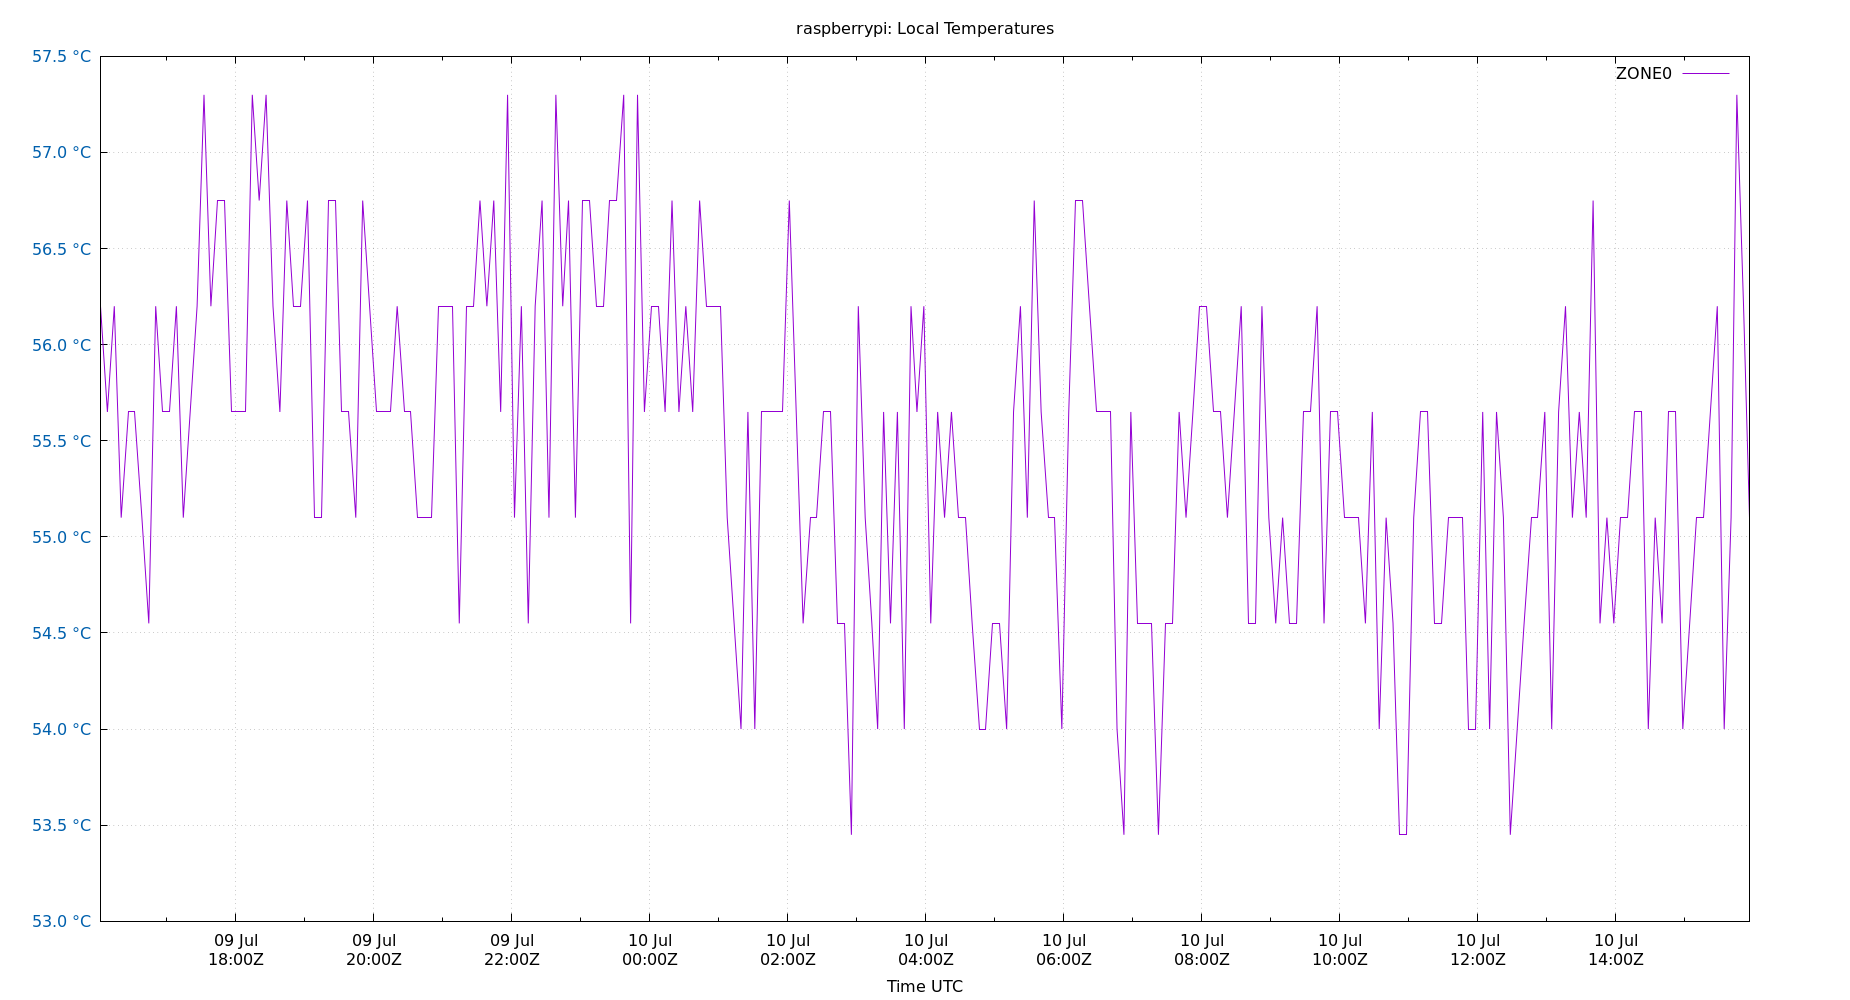 raspberrypi: Local Temperatures
57.5 °C
57.0 °C
56.5 °C
56.0 °C
55.5 °C
55.0 °C
54.5 °C
54.0 °C
53.5 °C
53.0 °C
ZONE0
09 Jul
18:00Z
09 Jul
20:00Z
09 Jul
22:00Z
10 Jul
00:00Z
10 Jul
02:00Z
10 Jul
04:00Z
10 Jul
06:00Z
10 Jul
08:00Z
10 Jul
10:00Z
10 Jul
12:00Z
10 Jul
14:00Z
Time UTC